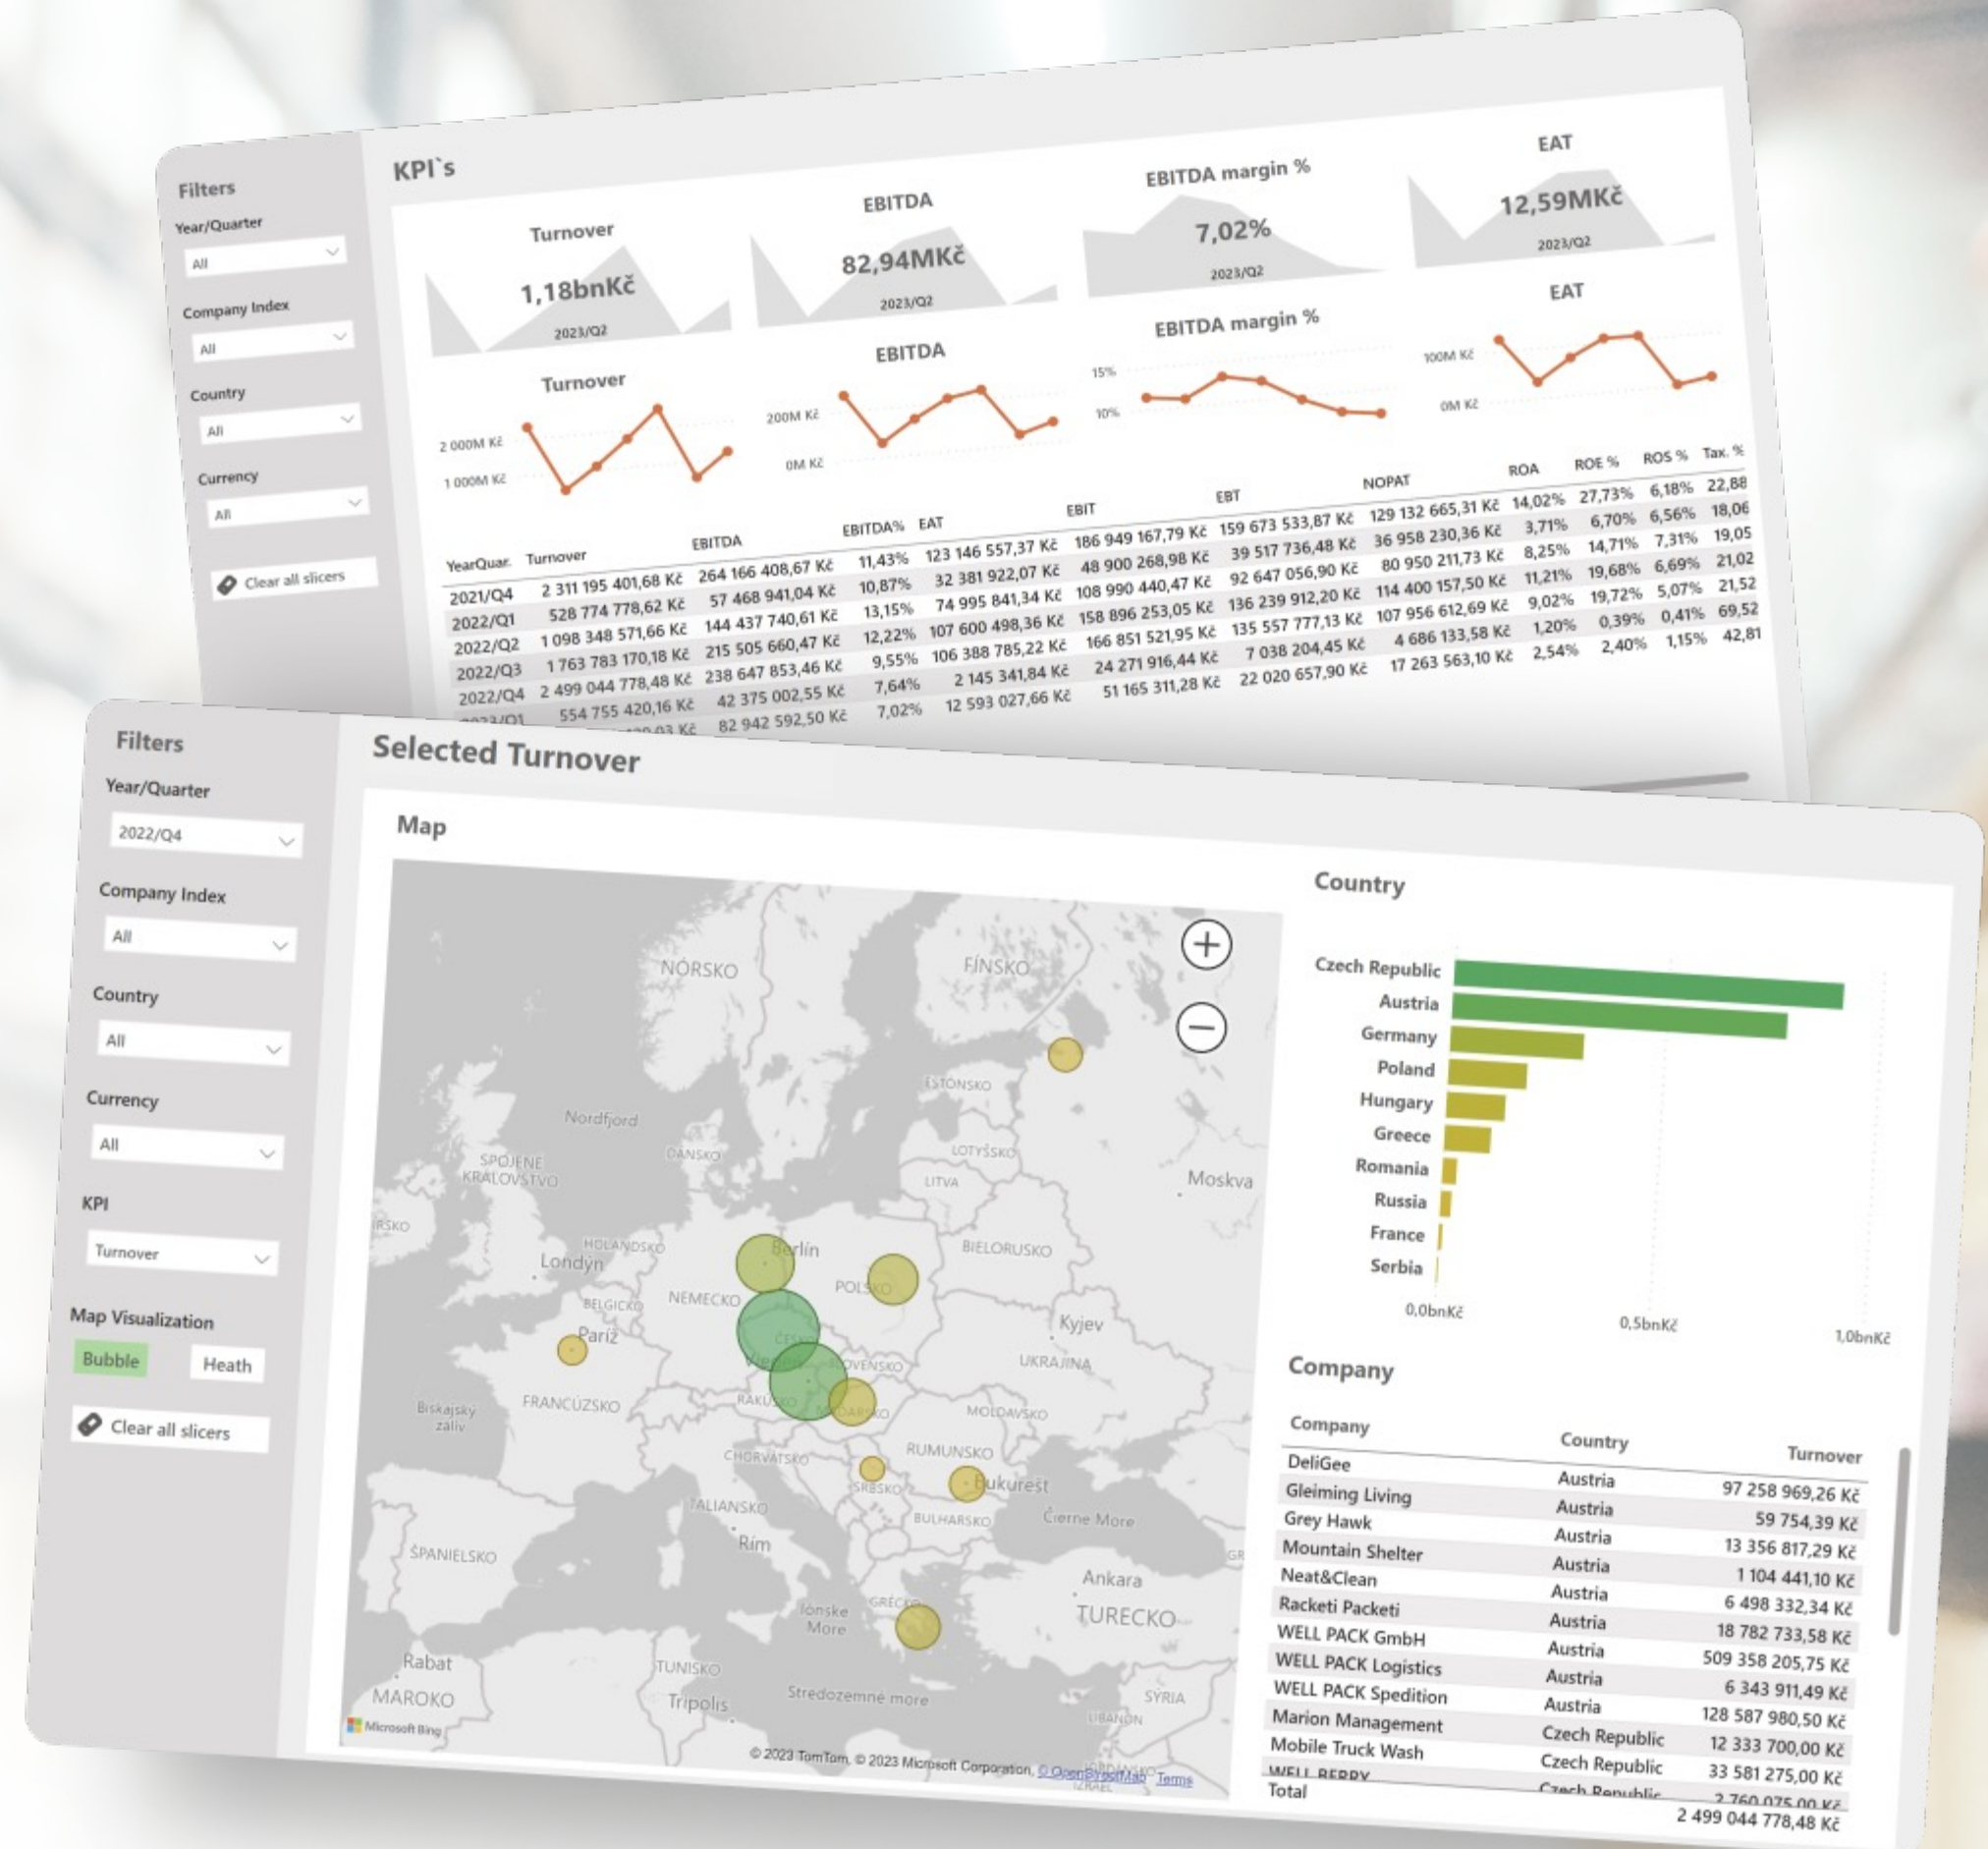 KPI`s
Filters
Year/Quarter
All
Company Index
All
Country
All
Currency
All
Clear all slicers
Turnover
1,18bnKč
2023/Q2
EBITDA
82,94MKč
2023/Q2
EBITDA margin %
7,02%
2023/Q2
EAT
12,59MKč
2023/Q2
Turnover
2 000M Kč
1 000M Kč
EBITDA
200M Kč
0M Kč
EBITDA margin %
15%
10%
EAT
100M Kč
0M Kč
YearQuar. Turnover EBITDA EBITDA% EAT EBIT EBT NOPAT ROA ROE % ROS % Tax. %
2021/Q4 2 311 195 401,68 Kč 264 166 408,67 Kč 11,43% 123 146 557,37 Kč 186 949 167,79 Kč 159 673 533,87 Kč 129 132 665,31 Kč 14,02% 27,73% 6,18% 22,88
2022/Q1 528 774 778,62 Kč 57 468 941,04 Kč 10,87% 32 381 922,07 Kč 48 900 268,98 Kč 39 517 736,48 Kč 36 958 230,36 Kč 3,71% 6,70% 6,56% 18,06
2022/Q2 1 098 348 571,66 Kč 144 437 740,61 Kč 13,15% 74 995 841,34 Kč 108 990 440,47 Kč 92 647 056,90 Kč 80 950 211,73 Kč 8,25% 14,71% 7,31% 19,05
2022/Q3 1 763 783 170,18 Kč 215 505 660,47 Kč 12,22% 107 600 498,36 Kč 158 896 253,05 Kč 136 239 912,20 Kč 114 400 157,50 Kč 11,21% 19,68% 6,69% 21,02
2022/Q4 2 499 044 778,48 Kč 238 647 853,46 Kč 9,55% 106 388 785,22 Kč 166 851 521,95 Kč 135 557 777,13 Kč 107 956 612,69 Kč 9,02% 19,72% 5,07% 21,52
2023/Q1 554 755 420,16 Kč 42 375 002,55 Kč 7,64% 2 145 341,84 Kč 24 271 916,44 Kč 7 038 204,45 Kč 4 686 133,58 Kč 1,20% 0,39% 0,41% 69,52
Kč 82 942 592,50 Kč 7,02% 12 593 027,66 Kč 51 165 311,28 Kč 22 020 657,90 Kč 17 263 563,10 Kč 2,54% 2,40% 1,15% 42,81
Filters
Year/Quarter
2022/Q4
Company Index
All
Country
All
Currency
All
KPI
Turnover
Map Visualization
Bubble Heath
Clear all slicers
Selected Turnover
Map
NÓRSKO
FÍNSKO
ESTÓNSKO
Nordfjord
LOTYŠSKO
DÁNSKO
SPOJENÉ
KRÁĽOVSTVO
LITVA
Moskva
ÍRSKO
HOLANDSKO
Berlín
BIELORUSKO
Londýn
POĽSKO
BELGICKO
NEMECKO
Kyjev
Paríž
ČESKO
SLOVENSKO
UKRAJINA
FRANCÚZSKO
RAKÚSKO
MAĎARSKO
MOLDAVSKO
Biskajský
záliv
CHORVÁTSKO
RUMUNSKO
SRBSKO
Bukurešt
TALIANSKO
BULHARSKO
Čierne More
Rím
ŠPANIELSKO
Ankara
GRÉCKO
TURECKO
Iónske
More
Rabat
TUNISKO
MAROKO
Tripolis
Stredozemné more
SÝRIA
LIBANON
IZRAEL
Microsoft Bing
© 2023 TomTom, © 2023 Microsoft Corporation, © OpenStreetMap Terms
Country
Czech Republic
Austria
Germany
Poland
Hungary
Greece
Romania
Russia
France
Serbia
0,0bnKč 0,5bnKč 1,0bnKč
Company
Company Country Turnover
DeliGee Austria 97 258 969,26 Kč
Gleiming Living Austria 59 754,39 Kč
Grey Hawk Austria 13 356 817,29 Kč
Mountain Shelter Austria 1 104 441,10 Kč
Neat&Clean Austria 6 498 332,34 Kč
Racketi Packeti Austria 18 782 733,58 Kč
WELL PACK GmbH Austria 509 358 205,75 Kč
WELL PACK Logistics Austria 6 343 911,49 Kč
WELL PACK Spedition Austria 128 587 980,50 Kč
Marion Management Czech Republic 12 333 700,00 Kč
Mobile Truck Wash Czech Republic 33 581 275,00 Kč
WELL BERRY Czech Republic 2 760 075,00 Kč
Total 2 499 044 778,48 Kč